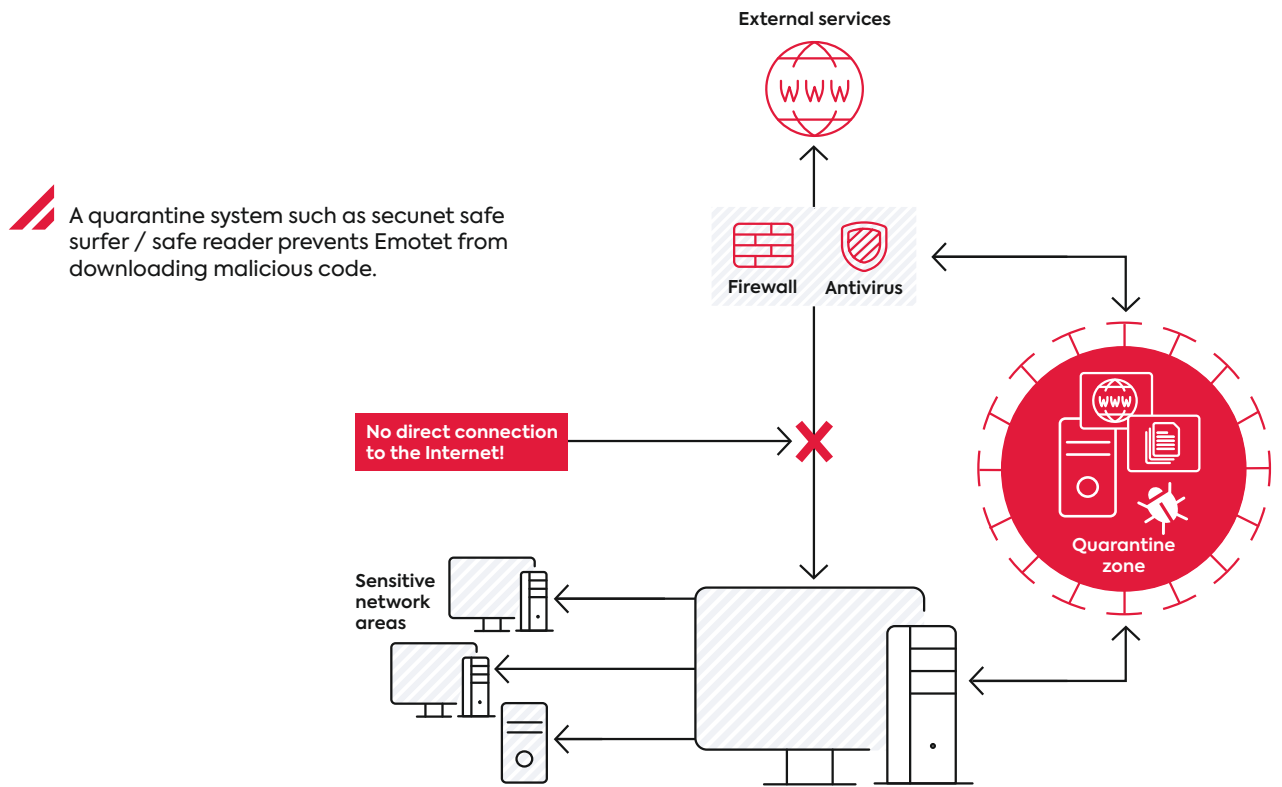 External services
WWW
A quarantine system such as secunet safe
surfer / safe reader prevents Emotet from
downloading malicious code.
Firewall
Antivirus
No direct connection
to the Internet!
WWW
Quarantine
zone
Sensitive
network
areas